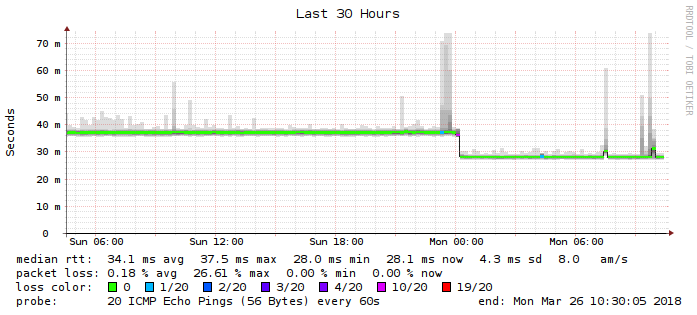 Last 30 Hours
RRDTOOL / TOBI OETIKER
Seconds
70 m
60 m
50 m
40 m
30 m
20 m
10 m
0
Sun 06:00 Sun 12:00 Sun 18:00 Mon 00:00 Mon 06:00
median rtt: 34.1 ms avg 37.5 ms max 28.0 ms min 28.1 ms now 4.3 ms sd 8.0 am/s
packet loss: 0.18 % avg 26.61 % max 0.00 % min 0.00 % now
loss color: 0 1/20 2/20 3/20 4/20 10/20 19/20
probe: 20 ICMP Echo Pings (56 Bytes) every 60s end: Mon Mar 26 10:30:05 2018